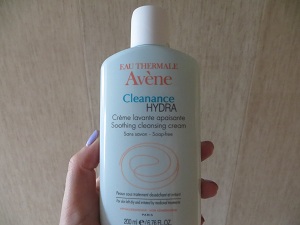 EAU THERMALE
Avène
Cleanance
HYDRA
Crème lavante apaisante
Soothing cleansing cream
Sans savon - Soap free
200 ml